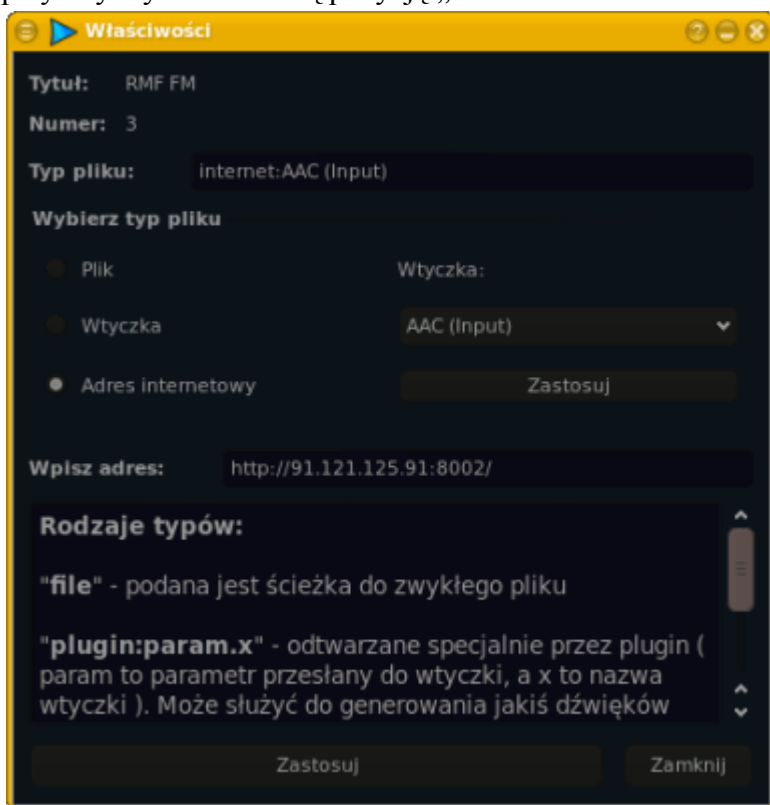 Właściwości
Tytuł: RMF FM
Numer: 3
Typ pliku: internet:AAC (Input)
Wybierz typ pliku
Plik Wtyczka:
Wtyczka AAC (Input)
Adres internetowy Zastosuj
Wpisz adres: http://91.121.125.91:8002/
Rodzaje typów:
"file" - podana jest ścieżka do zwykłego pliku
"plugin:param.x" - odtwarzane specjalnie przez plugin (
param to parametr przesłany do wtyczki, a x to nazwa
wtyczki ). Może służyć do generowania jakiś dźwięków
Zastosuj Zamknij